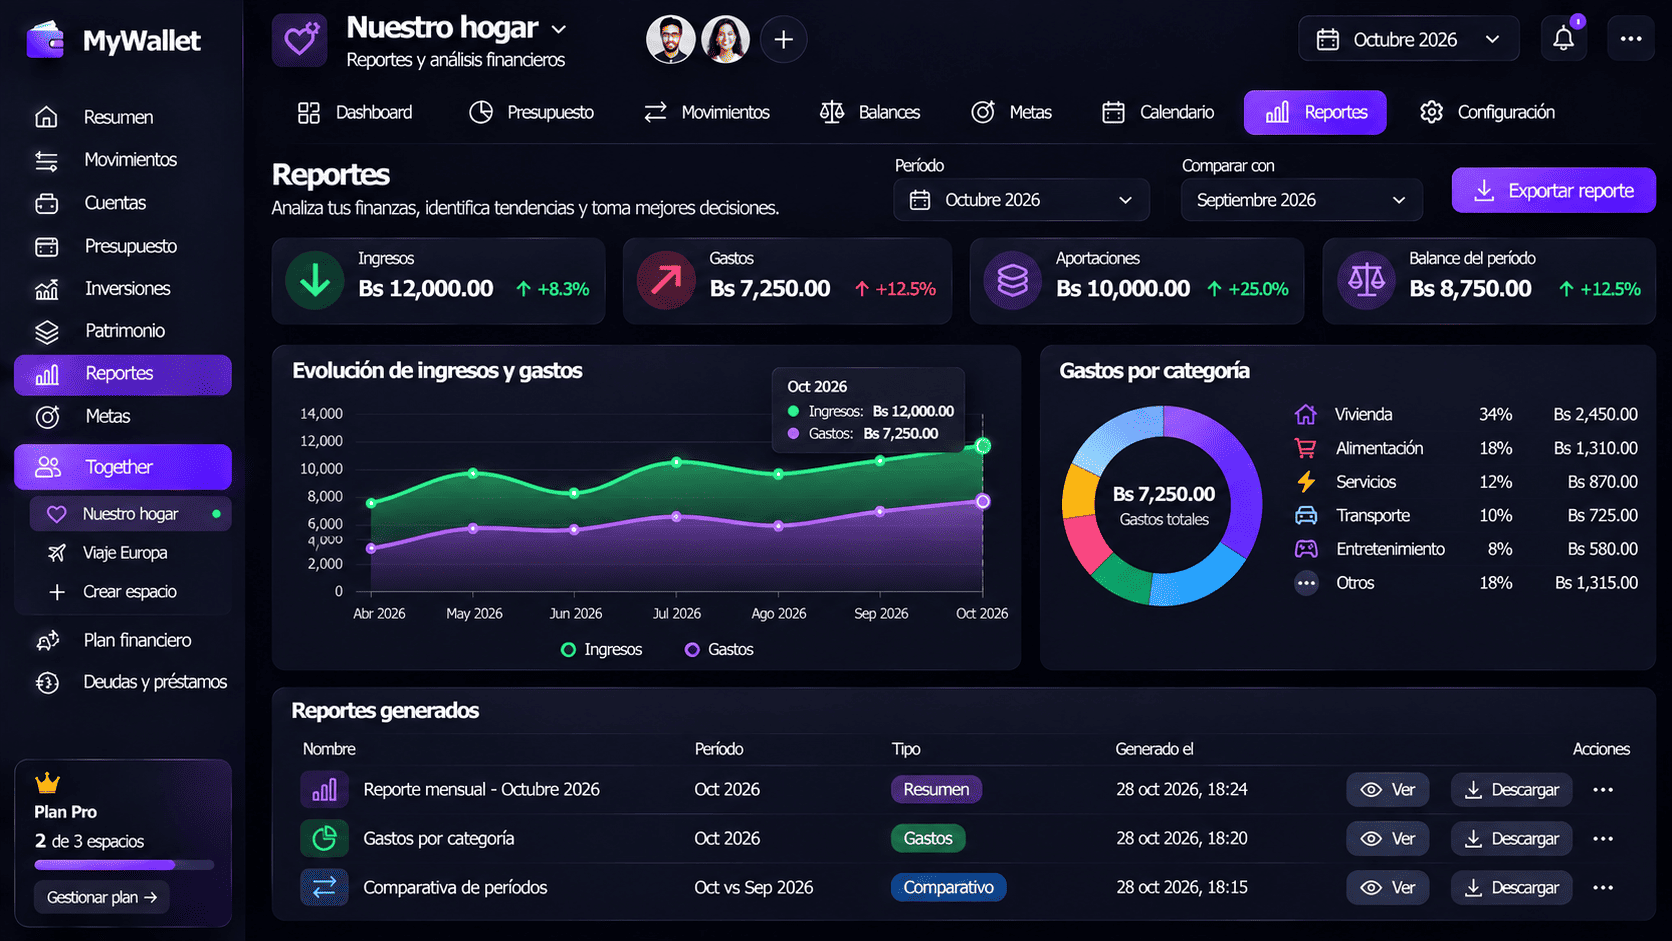 MyWallet
Resumen
Movimientos
Cuentas
Presupuesto
Inversiones
Patrimonio
Reportes
Metas
Together
Nuestro hogar
Viaje Europa
Crear espacio
Plan financiero
Deudas y préstamos
Plan Pro
2 de 3 espacios
Gestionar plan →
Nuestro hogar
Reportes y análisis financieros
Octubre 2026
Dashboard
Presupuesto
Movimientos
Balances
Metas
Calendario
Reportes
Configuración
Reportes
Analiza tus finanzas, identifica tendencias y toma mejores decisiones.
Período
Octubre 2026
Comparar con
Septiembre 2026
Exportar reporte
Ingresos
Bs 12,000.00 ↑ +8.3%
Gastos
Bs 7,250.00 ↑ +12.5%
Aportaciones
Bs 10,000.00 ↑ +25.0%
Balance del período
Bs 8,750.00 ↑ +12.5%
Evolución de ingresos y gastos
14,000
12,000
10,000
8,000
6,000
4,000
2,000
0
Oct 2026
Ingresos: Bs 12,000.00
Gastos: Bs 7,250.00
Abr 2026 May 2026 Jun 2026 Jul 2026 Ago 2026 Sep 2026 Oct 2026
Ingresos Gastos
Gastos por categoría
Bs 7,250.00
Gastos totales
Vivienda 34% Bs 2,450.00
Alimentación 18% Bs 1,310.00
Servicios 12% Bs 870.00
Transporte 10% Bs 725.00
Entretenimiento 8% Bs 580.00
Otros 18% Bs 1,315.00
Reportes generados
Nombre Período Tipo Generado el Acciones
Reporte mensual - Octubre 2026 Oct 2026 Resumen 28 oct 2026, 18:24 Ver Descargar
Gastos por categoría Oct 2026 Gastos 28 oct 2026, 18:20 Ver Descargar
Comparativa de períodos Oct vs Sep 2026 Comparativo 28 oct 2026, 18:15 Ver Descargar